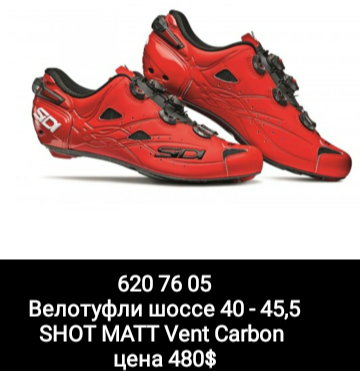 SIDI
SIDI
620 76 05
Велотуфли шоссе 40 - 45,5
SHOT MATT Vent Carbon
цена 480$